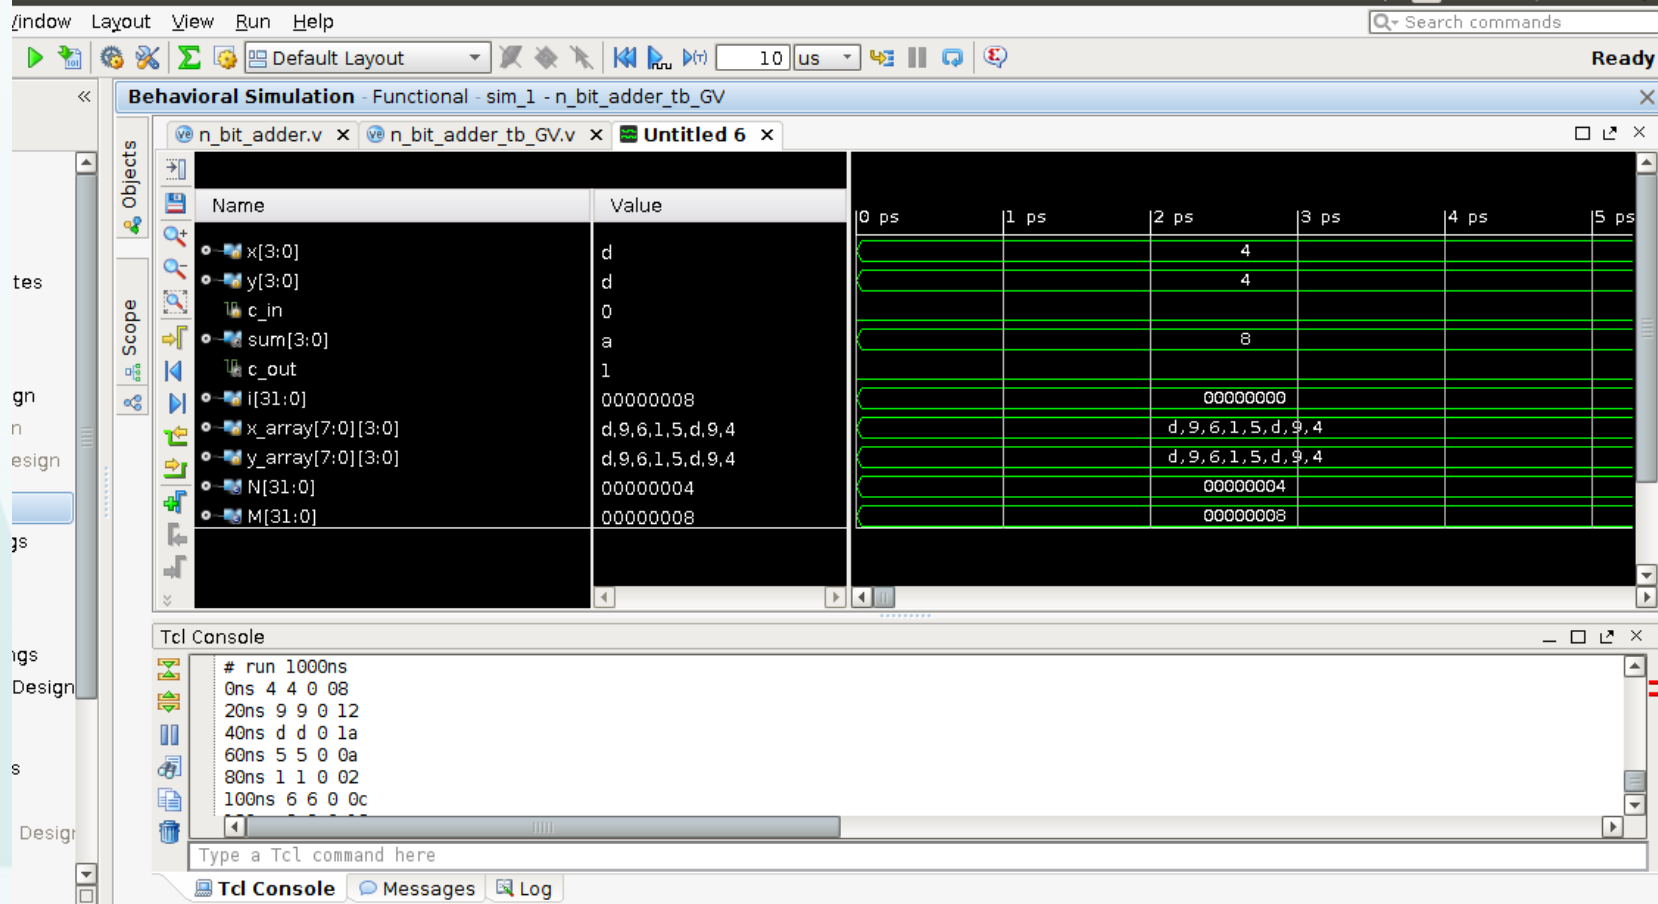 Window Layout View Run Help
Search commands
Default Layout
10 us
Ready
Behavioral Simulation - Functional - sim_1 - n_bit_adder_tb_GV
n_bit_adder.v
n_bit_adder_tb_GV.v
Untitled 6
Objects
Scope
Name Value
0 ps 1 ps 2 ps 3 ps 4 ps 5 ps
x[3:0] d 4
y[3:0] d 4
c_in 0
sum[3:0] a 8
c_out 1
i[31:0] 00000008 00000000
x_array[7:0][3:0] d,9,6,1,5,d,9,4 d,9,6,1,5,d,9,4
y_array[7:0][3:0] d,9,6,1,5,d,9,4 d,9,6,1,5,d,9,4
N[31:0] 00000004 00000004
M[31:0] 00000008 00000008
tes
gn
n
esign
gs
ngs
Design
s
Design
Tcl Console
# run 1000ns
0ns 4 4 0 08
20ns 9 9 0 12
40ns d d 0 1a
60ns 5 5 0 0a
80ns 1 1 0 02
100ns 6 6 0 0c
Type a Tcl command here
Tcl Console Messages Log